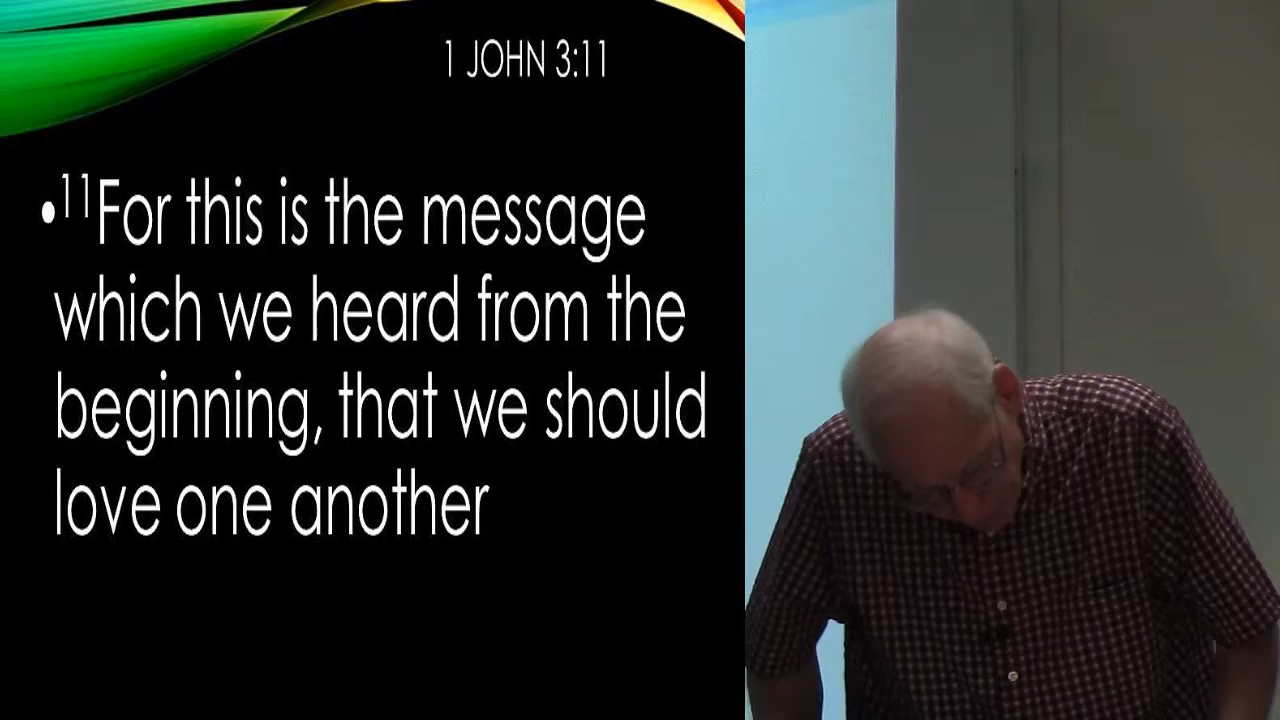 1 JOHN 3:11
•¹¹For this is the message
which we heard from the
beginning, that we should
love one another